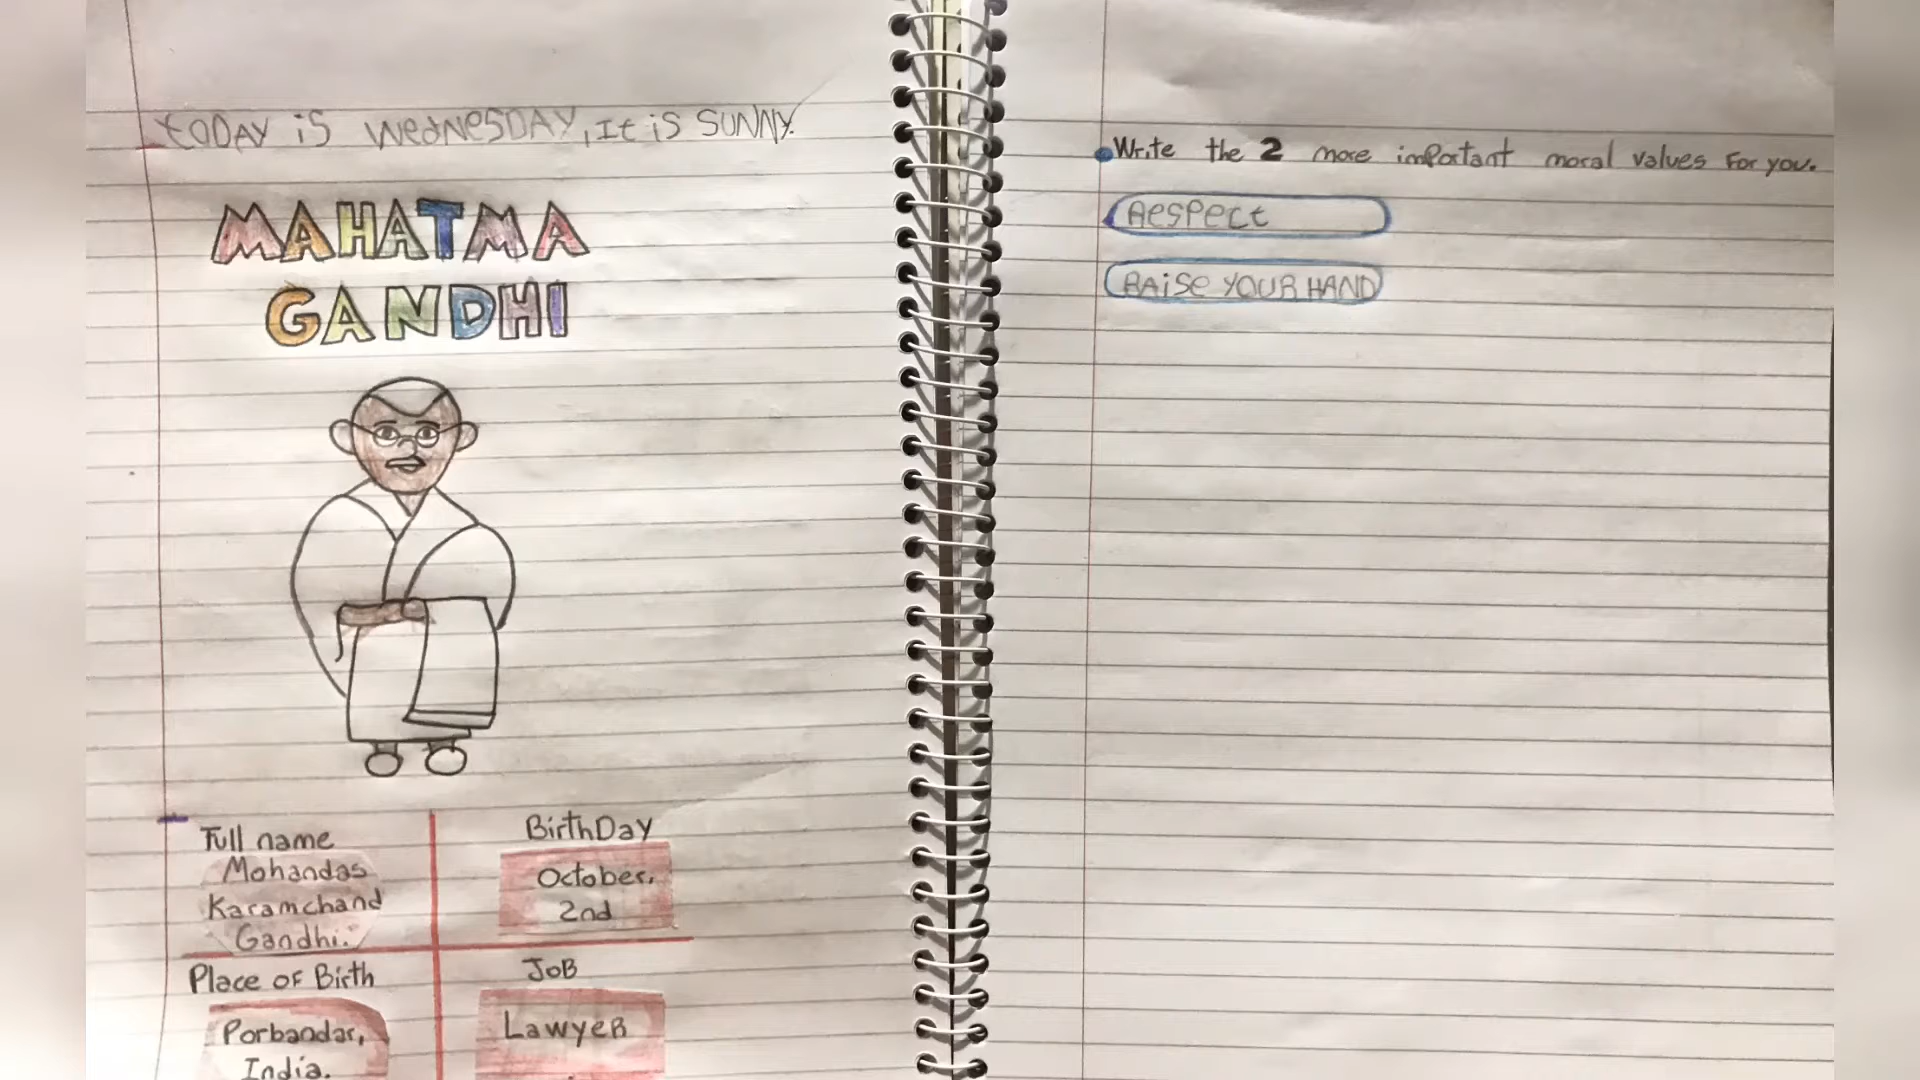 tODAY iS WedNESDAY, It iS SUNNY.
MAHATMA
GANDHI
Full name
Mohandas
Karamchand
Gandhi.
BirthDay
October,
2nd
Place oF Birth
Porbandar,
India.
JoB
LawyeR
Write the 2 more important moral values For you.
ResPect
RAiSe YOUR HAND